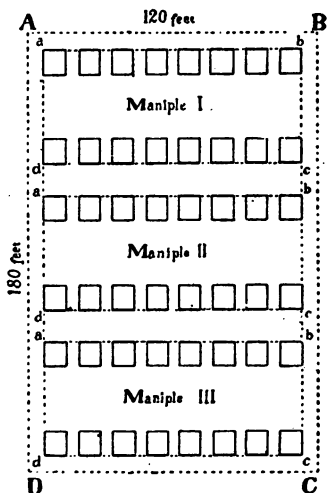 A 120 feet B
a b
Maniple I
d c
a b
Maniple II
180 feet
d c
a b
Maniple III
d c
D C